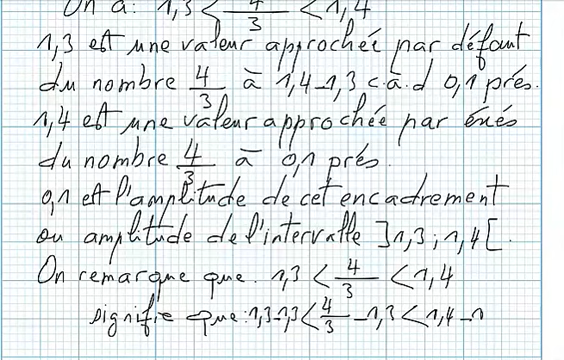 On a: 1,3 < 4/3 < 1,4
1,3 est une valeur approchée par défaut
du nombre 4/3 à 1,4-1,3 c.à.d 0,1 près.
1,4 est une valeur approchée par
du nombre 4/3 à 0,1 près.
0,1 est l'amplitude de cet encadrement
ou amplitude de l'intervalle ]1,3 ; 1,4[.
On remarque que. 1,3 < 4/3 < 1,4
signifie que: 1,3-1,3 < 4/3 - 1,3 < 1,4 - 1